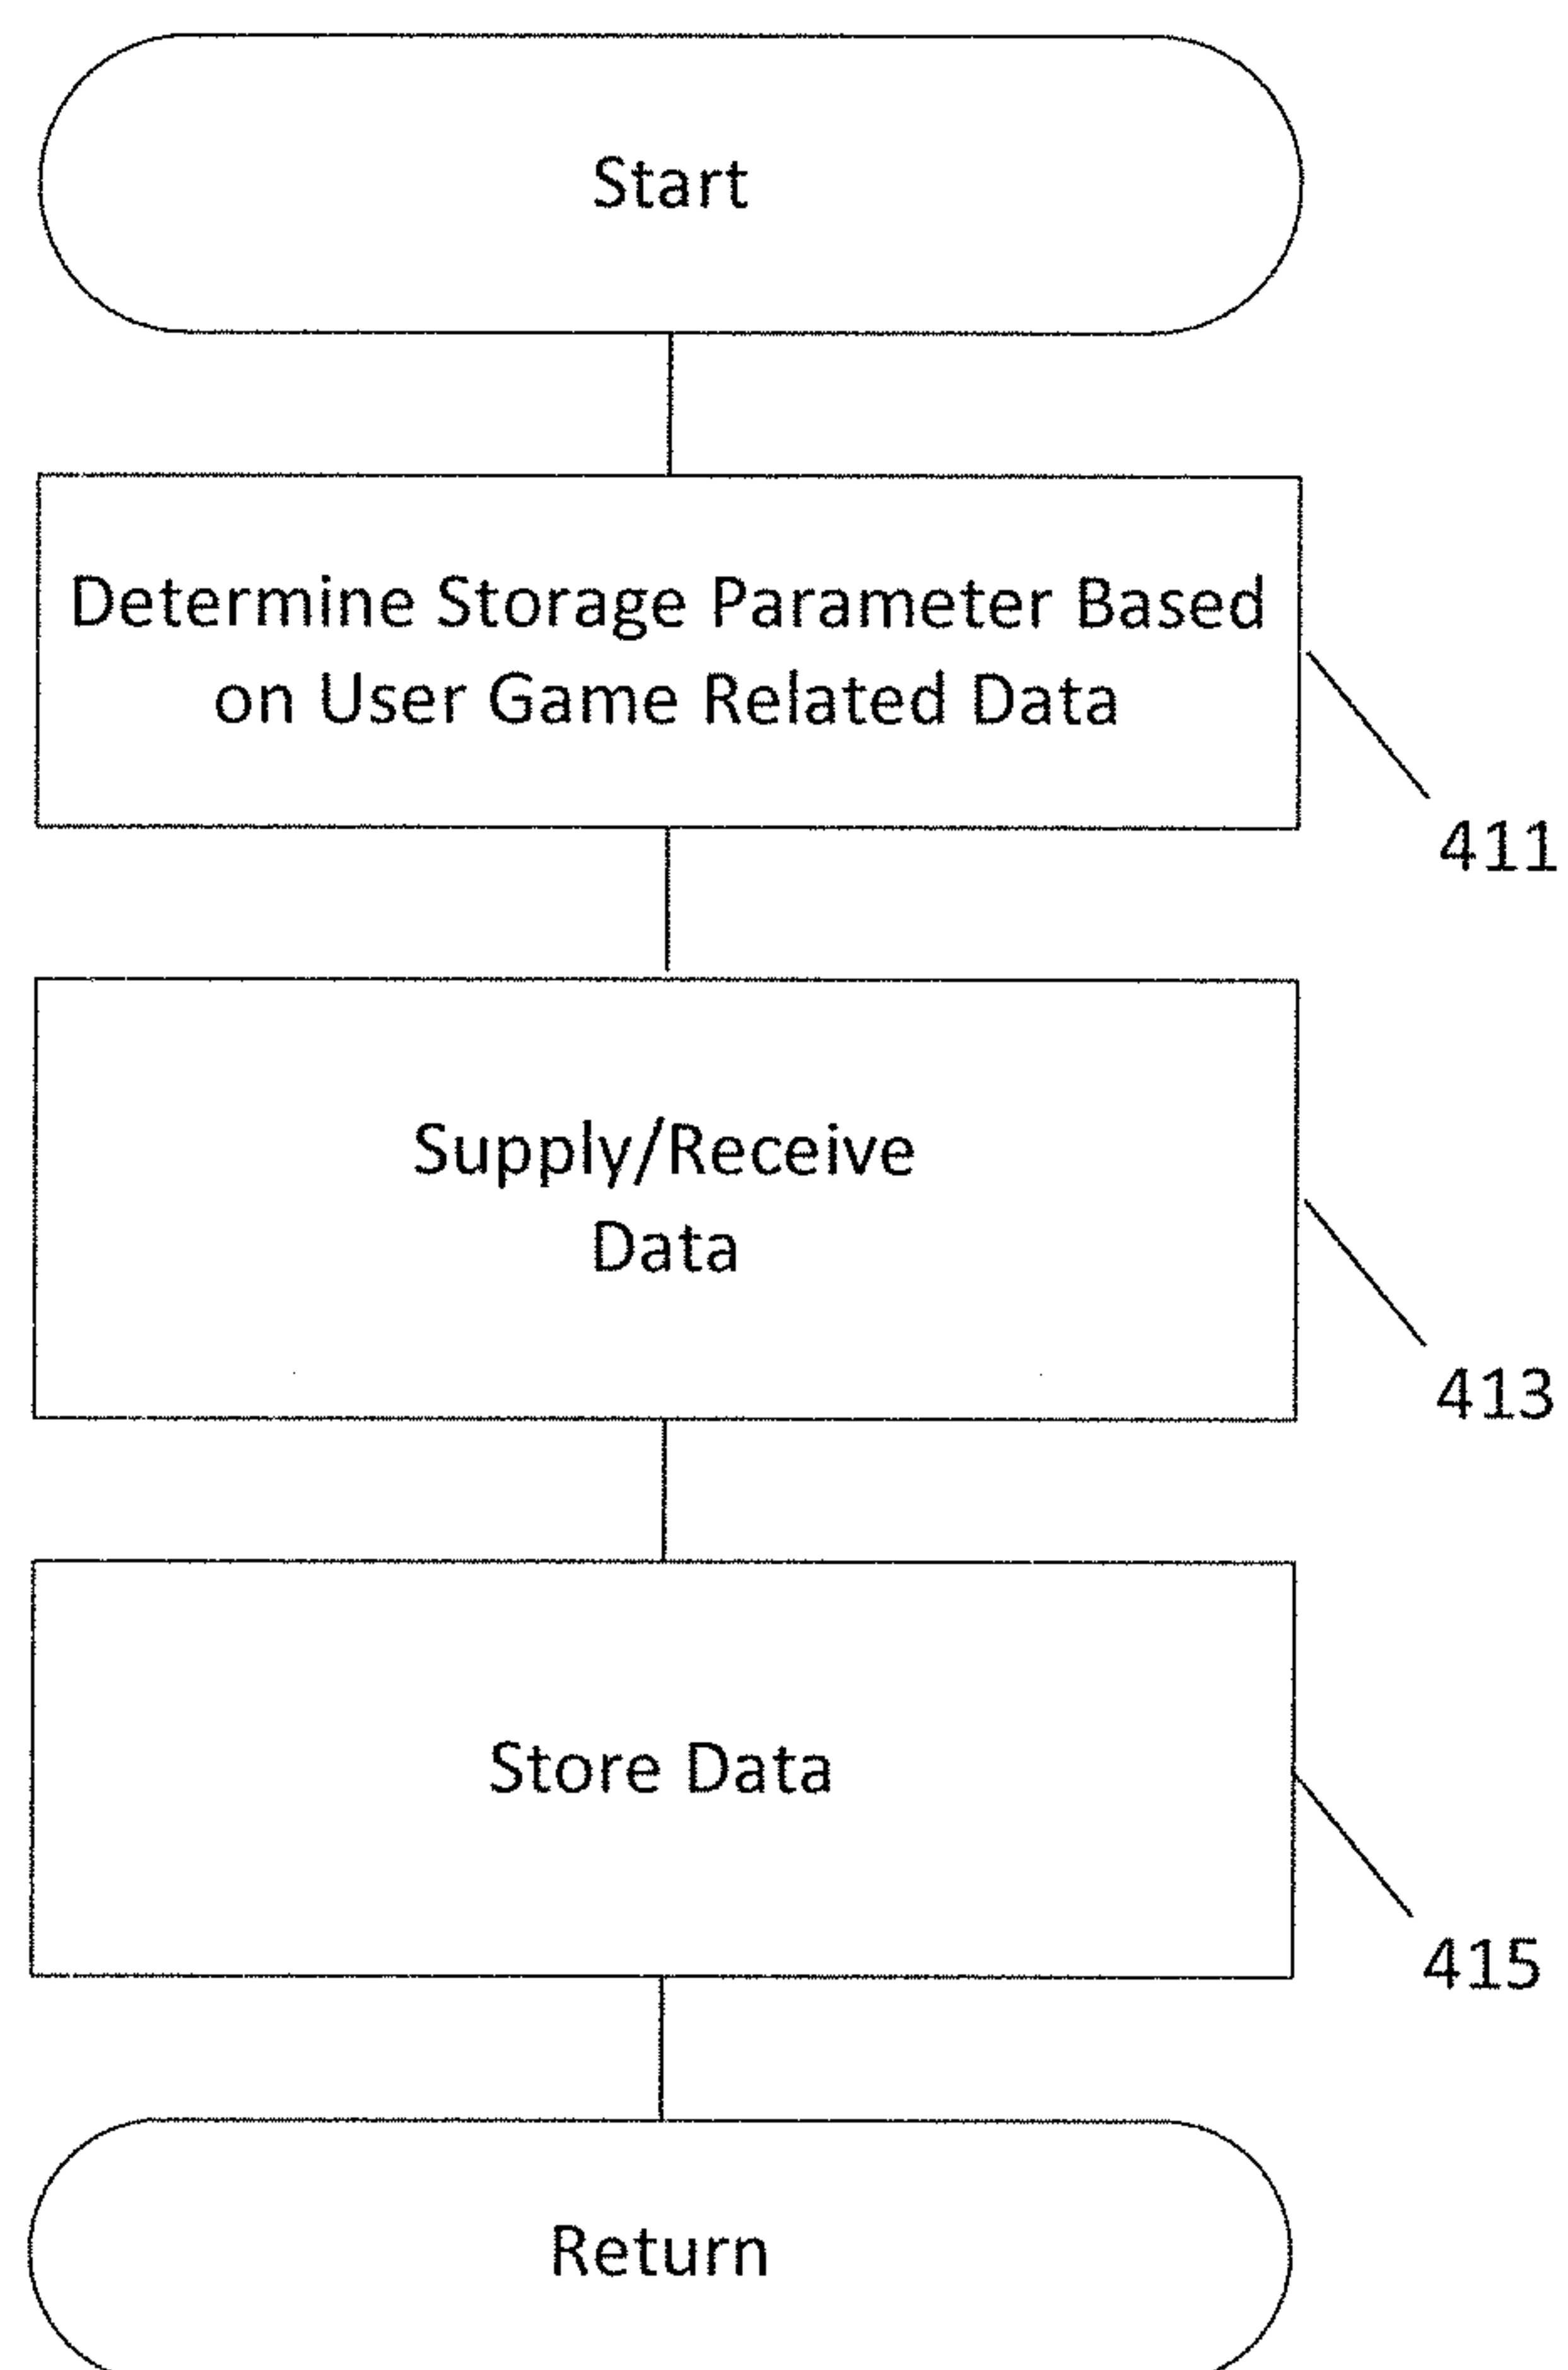 Start
Determine Storage Parameter Based
on User Game Related Data
411
Supply/Receive
Data
413
Store Data
415
Return